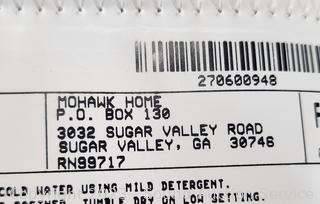 270600948
MOHAWK HOME
P.O. BOX 130
3032 SUGAR VALLEY ROAD
SUGAR VALLEY, GA 30746
RN99717
COLD WATER USING MILD DETERGENT.
TUMBLE DRY ON LOW SETTING.